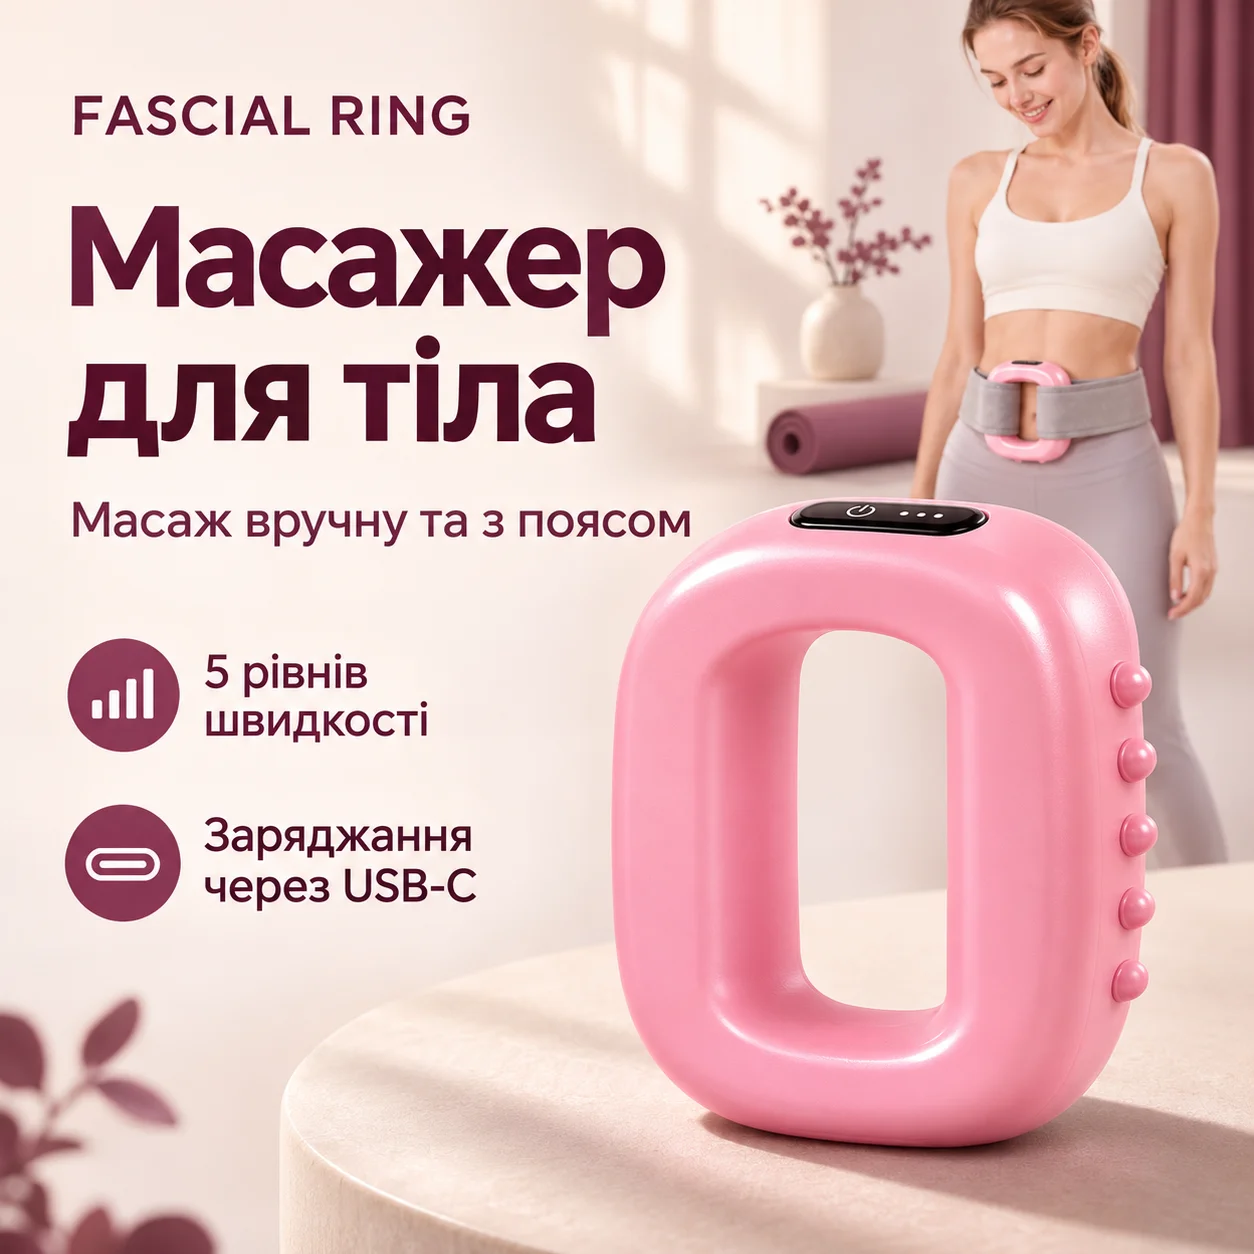 FASCIAL RING
Масажер
для тіла
Масаж вручну та з поясом
5 рівнів
швидкості
Заряджання
через USB-C